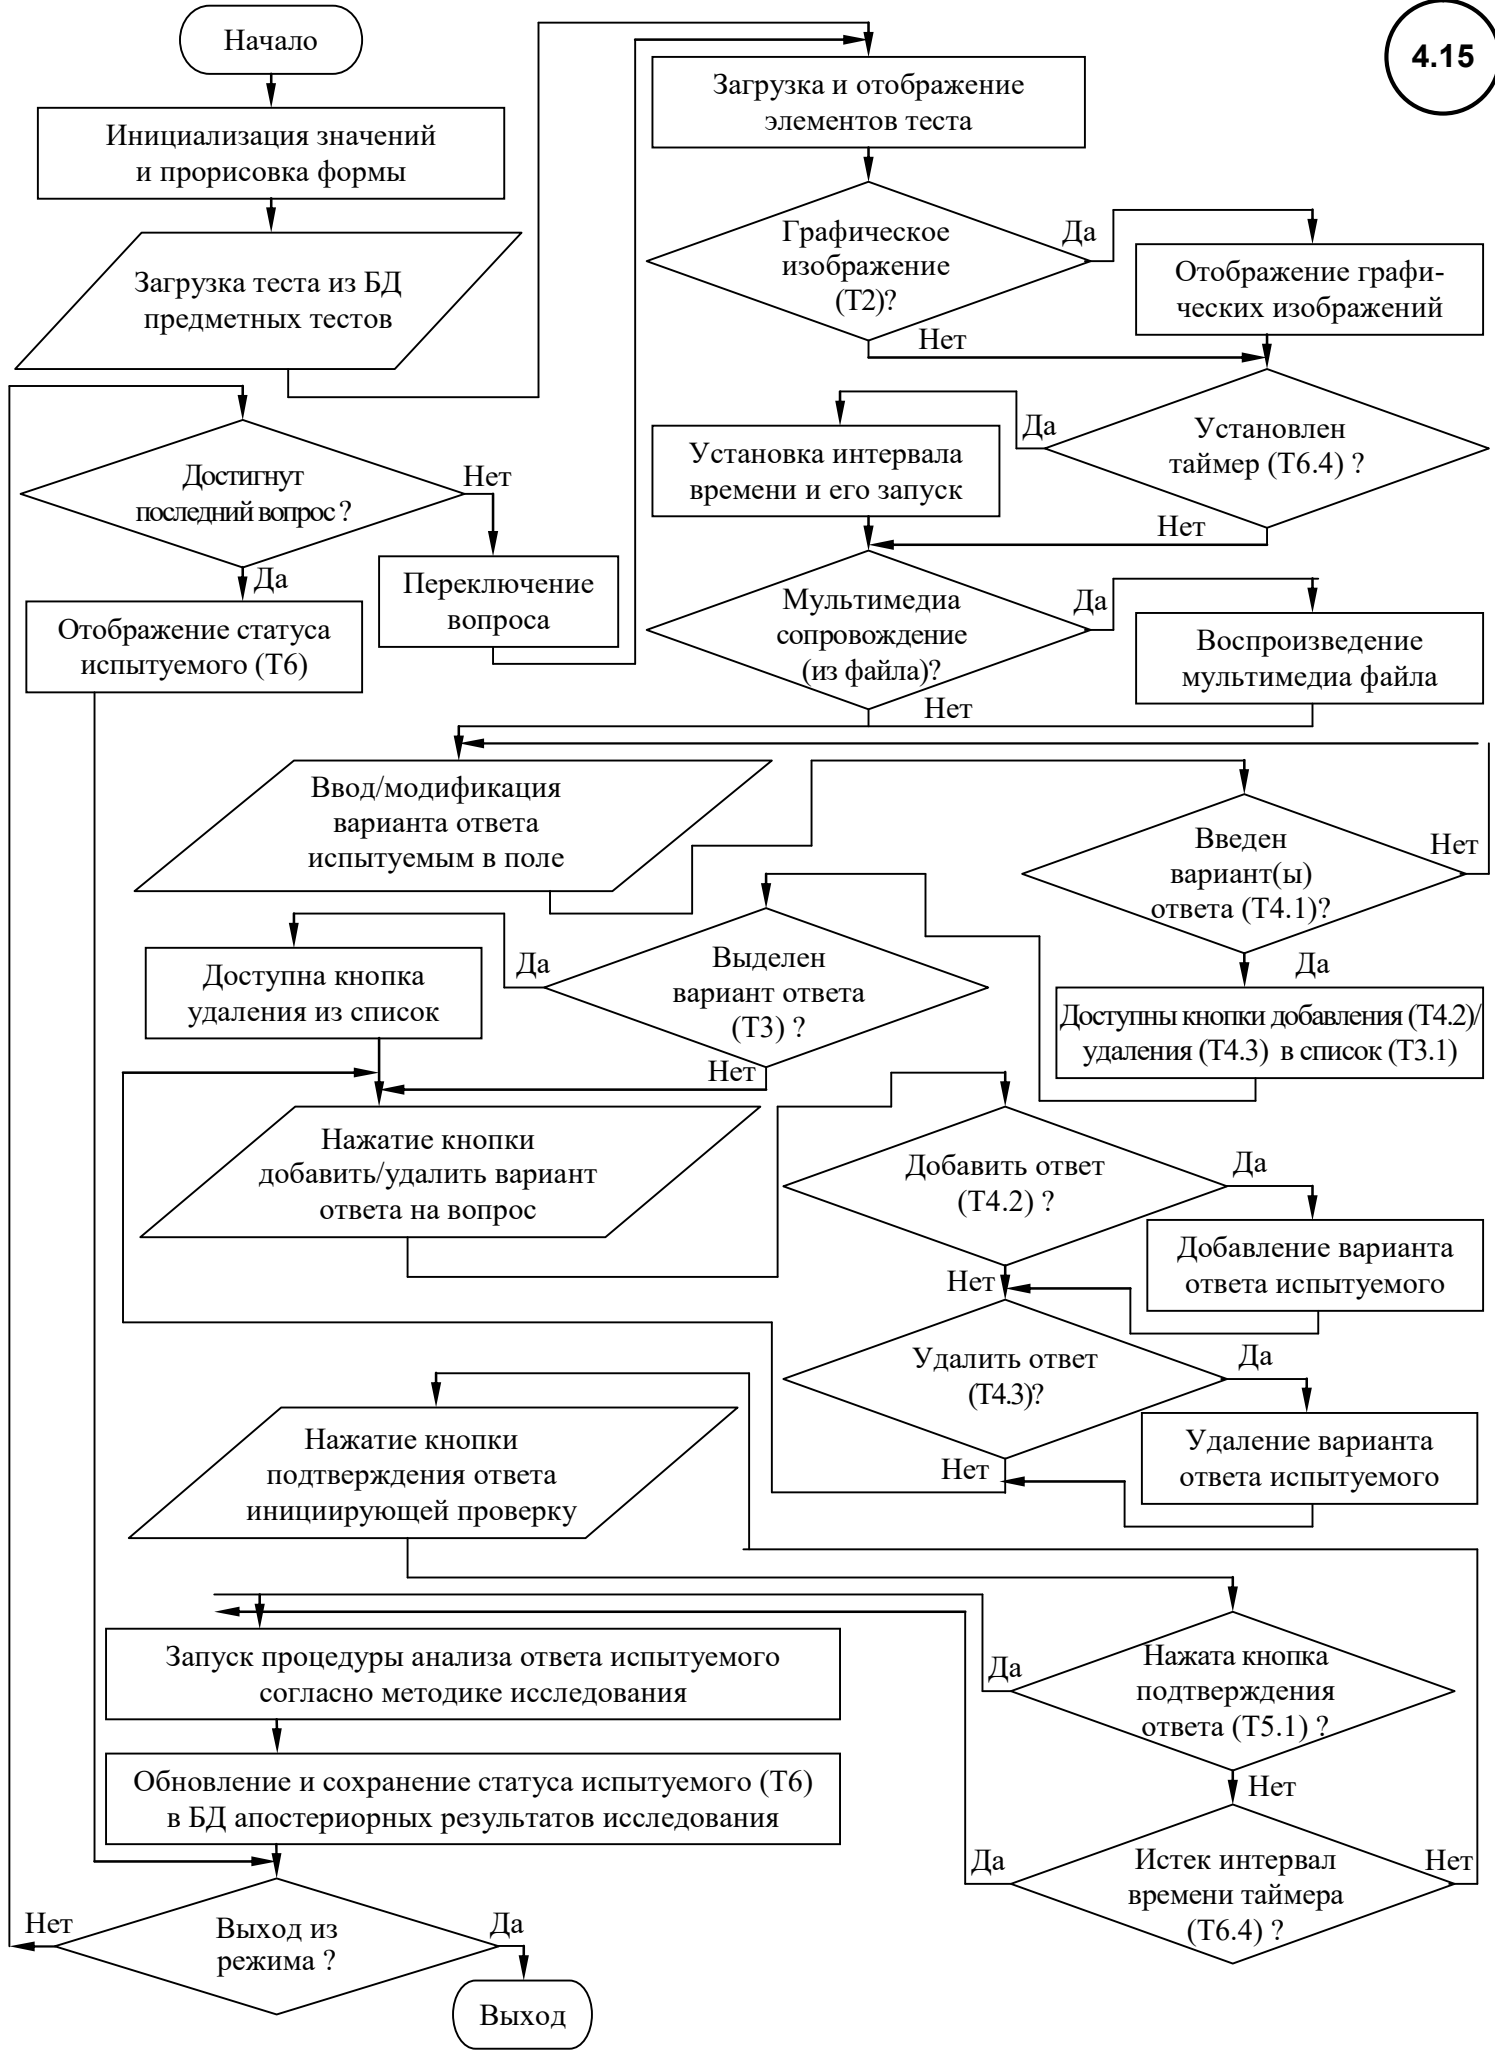 Начало
4.15
Инициализация значений
и прорисовка формы
Загрузка теста из БД
предметных тестов
Загрузка и отображение
элементов теста
Графическое
изображение
(Т2)?
Да
Отображение графи-
ческих изображений
Нет
Установлен
таймер (Т6.4) ?
Да
Установка интервала
времени и его запуск
Нет
Достигнут
последний вопрос ?
Нет
Да
Переключение
вопроса
Отображение статуса
испытуемого (Т6)
Мультимедиа
сопровождение
(из файла)?
Да
Воспроизведение
мультимедиа файла
Нет
Ввод/модификация
варианта ответа
испытуемым в поле
Введен
вариант(ы)
ответа (Т4.1)?
Нет
Да
Выделен
вариант ответа
(Т3) ?
Да
Доступна кнопка
удаления из список
Доступны кнопки добавления (Т4.2)/
удаления (Т4.3) в список (Т3.1)
Нет
Нажатие кнопки
добавить/удалить вариант
ответа на вопрос
Добавить ответ
(Т4.2) ?
Да
Добавление варианта
ответа испытуемого
Нет
Удалить ответ
(Т4.3)?
Да
Удаление варианта
ответа испытуемого
Нет
Нажатие кнопки
подтверждения ответа
инициирующей проверку
Запуск процедуры анализа ответа испытуемого
согласно методике исследования
Да
Нажата кнопка
подтверждения
ответа (Т5.1) ?
Нет
Обновление и сохранение статуса испытуемого (Т6)
в БД апостериорных результатов исследования
Да
Истек интервал
времени таймера
(Т6.4) ?
Нет
Нет
Выход из
режима ?
Да
Выход